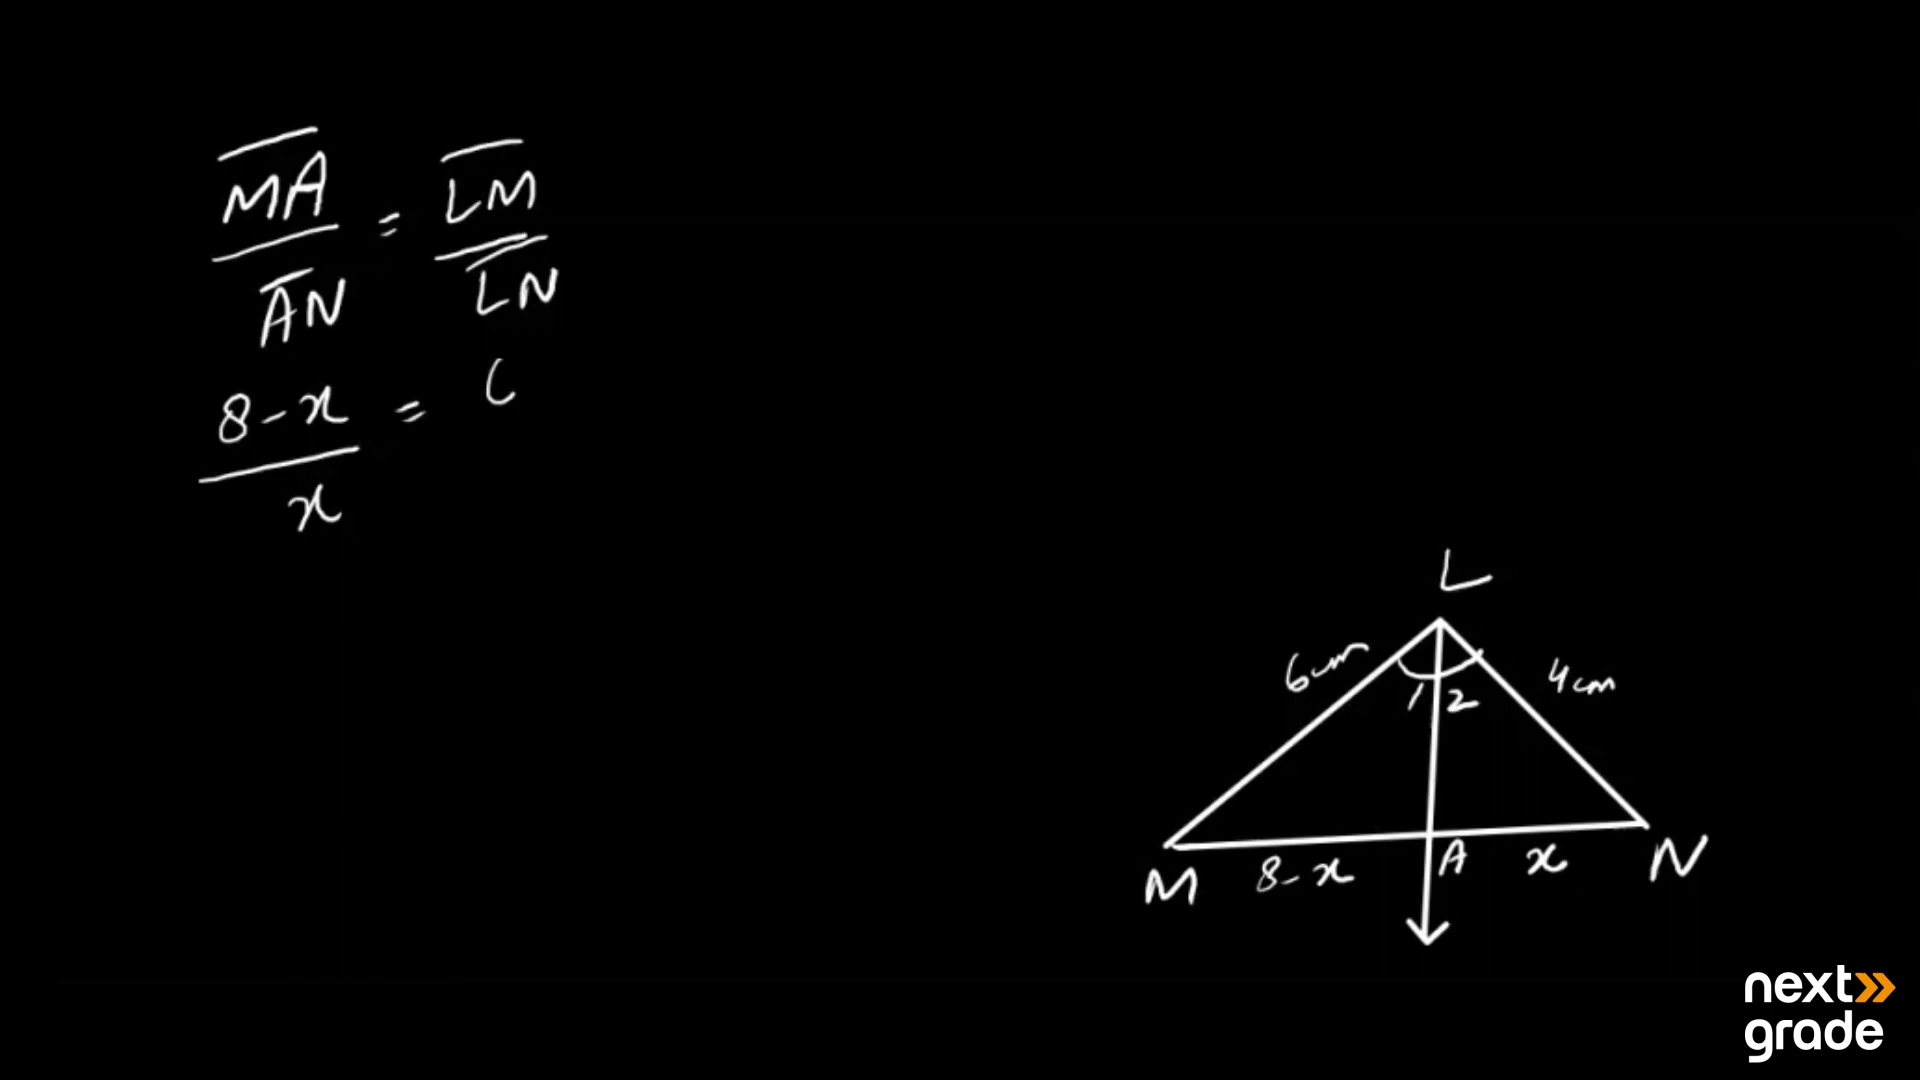 MA = LM
AN LN
8-x = 6
x
L
6cm 4cm
1 2
M 8-x A x N
next
grade